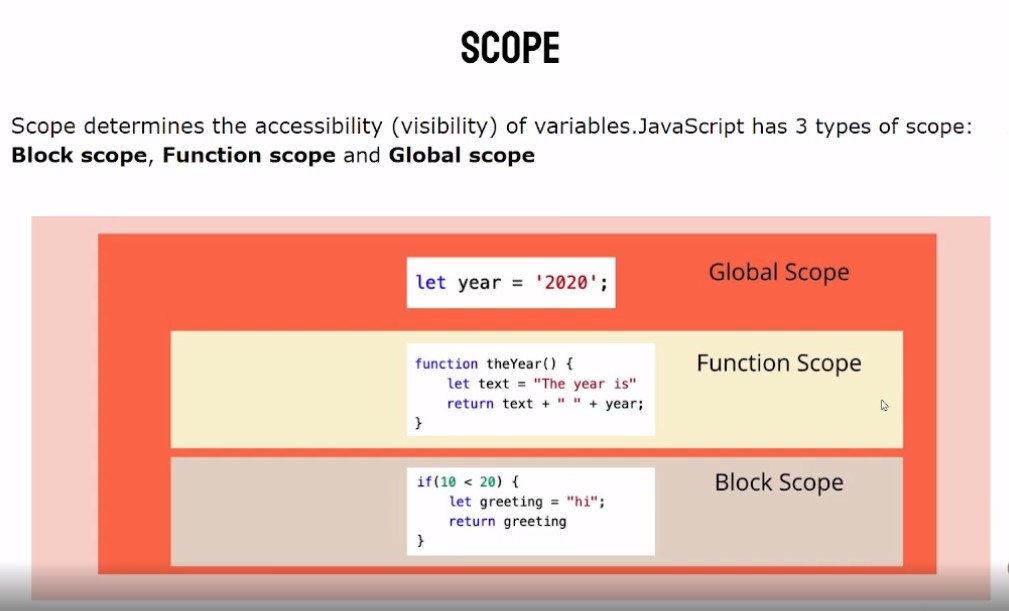 SCOPE
Scope determines the accessibility (visibility) of variables.JavaScript has 3 types of scope:
Block scope, Function scope and Global scope
let year = '2020';
Global Scope
function theYear() {
let text = "The year is"
return text + " " + year;
}
Function Scope
if(10 < 20) {
let greeting = "hi";
return greeting
}
Block Scope